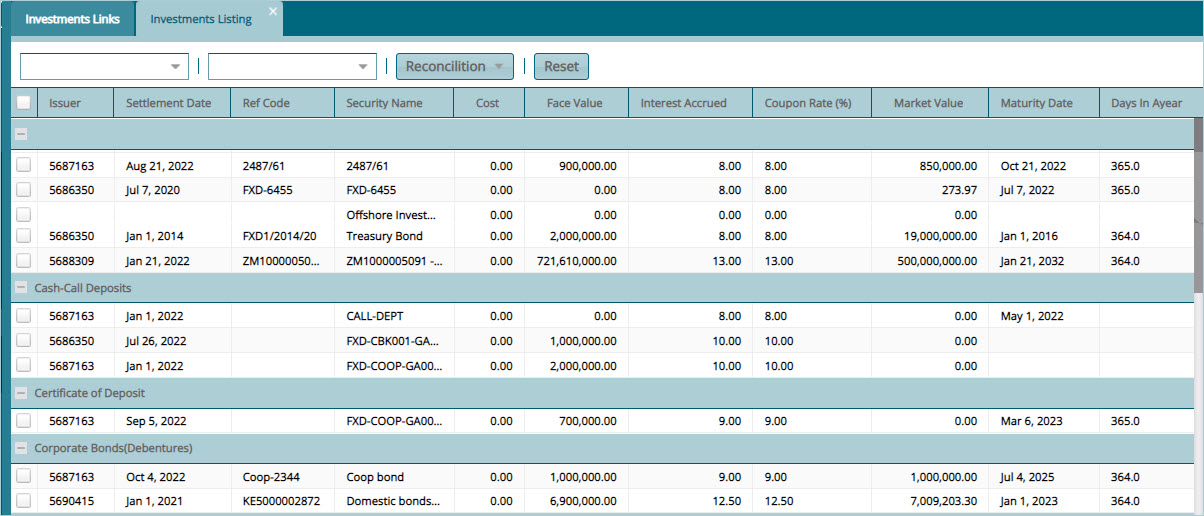 Investments Links Investments Listing
Reconcilition Reset
Issuer Settlement Date Ref Code Security Name Cost Face Value Interest Accrued Coupon Rate (%) Market Value Maturity Date Days In Ayear
5687163 Aug 21, 2022 2487/61 2487/61 0.00 900,000.00 8.00 8.00 850,000.00 Oct 21, 2022 365.0
5686350 Jul 7, 2020 FXD-6455 FXD-6455 0.00 0.00 8.00 8.00 273.97 Jul 7, 2022 365.0
Offshore Invest... 0.00 0.00 0.00 0.00 0.00
5686350 Jan 1, 2014 FXD1/2014/20 Treasury Bond 0.00 2,000,000.00 8.00 8.00 19,000,000.00 Jan 1, 2016 364.0
5688309 Jan 21, 2022 ZM10000050... ZM1000005091 -... 0.00 721,610,000.00 13.00 13.00 500,000,000.00 Jan 21, 2032 364.0
Cash-Call Deposits
5687163 Jan 1, 2022 CALL-DEPT 0.00 0.00 8.00 8.00 0.00 May 1, 2022
5686350 Jul 26, 2022 FXD-CBK001-GA... 0.00 1,000,000.00 10.00 10.00 0.00
5687163 Jan 1, 2022 FXD-COOP-GA00... 0.00 2,000,000.00 10.00 10.00 0.00
Certificate of Deposit
5687163 Sep 5, 2022 FXD-COOP-GA00... 0.00 700,000.00 9.00 9.00 0.00 Mar 6, 2023 365.0
Corporate Bonds(Debentures)
5687163 Oct 4, 2022 Coop-2344 Coop bond 0.00 1,000,000.00 9.00 9.00 1,000,000.00 Jul 4, 2025 364.0
5690415 Jan 1, 2021 KE5000002872 Domestic bonds... 0.00 6,900,000.00 12.50 12.50 7,009,203.30 Jan 1, 2023 364.0